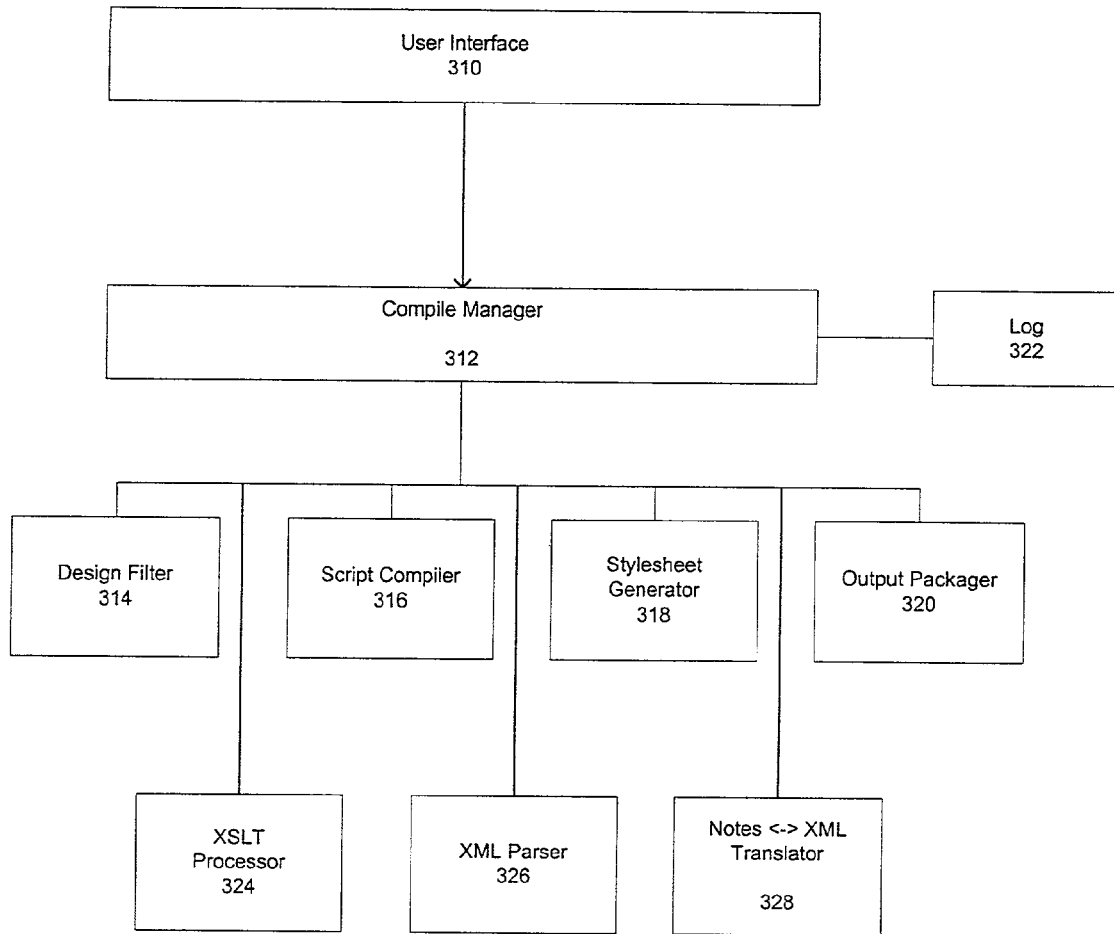 User Interface
310
Compile Manager
312
Log
322
Design Filter
314
Script Compiler
316
Stylesheet
Generator
318
Output Packager
320
XSLT
Processor
324
XML Parser
326
Notes <-> XML
Translator
328